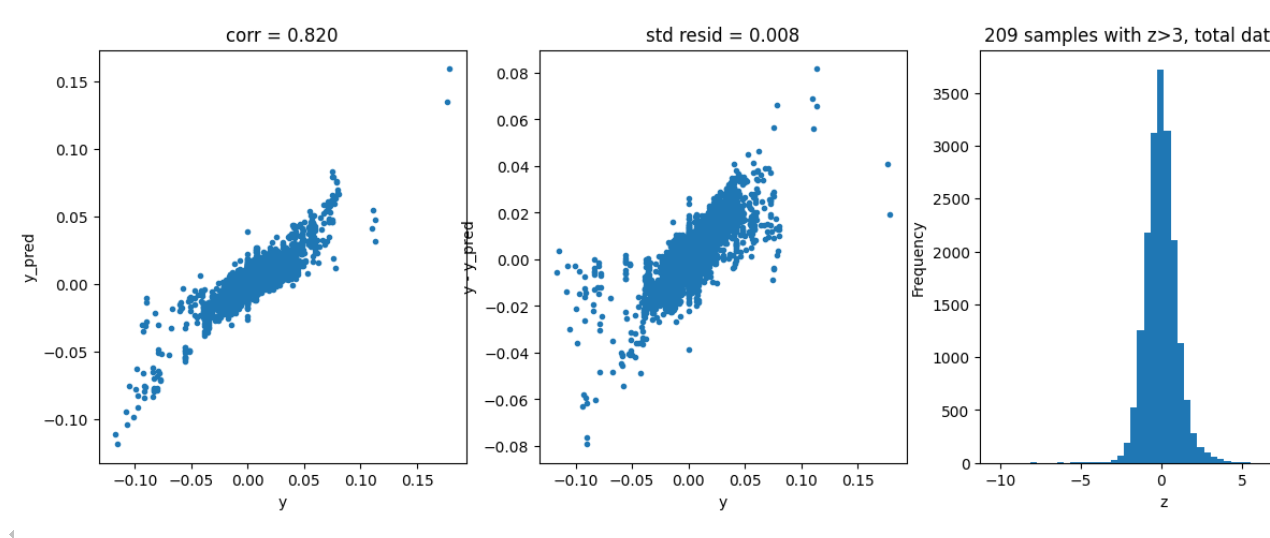 corr = 0.820
0.15
0.10
0.05
0.00
−0.05
−0.10
y_pred
−0.10 −0.05 0.00 0.05 0.10 0.15
y
std resid = 0.008
0.08
0.06
0.04
0.02
0.00
−0.02
−0.04
−0.06
−0.08
y - y_pred
−0.10 −0.05 0.00 0.05 0.10 0.15
y
209 samples with z>3, total dat
3500
3000
2500
2000
1500
1000
500
0
Frequency
−10 −5 0 5
z